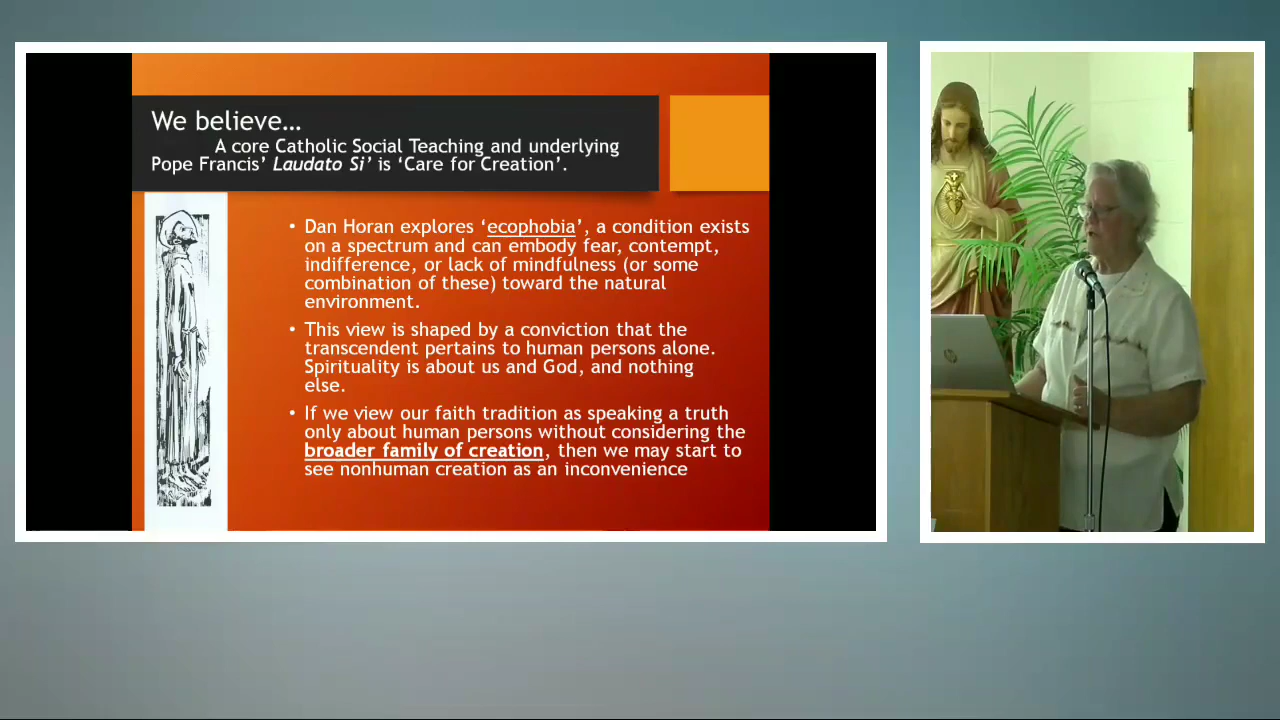 We believe…
A core Catholic Social Teaching and underlying
Pope Francis’ Laudato Si’ is ‘Care for Creation’.
• Dan Horan explores ‘ecophobia’, a condition exists
on a spectrum and can embody fear, contempt,
indifference, or lack of mindfulness (or some
combination of these) toward the natural
environment.
• This view is shaped by a conviction that the
transcendent pertains to human persons alone.
Spirituality is about us and God, and nothing
else.
• If we view our faith tradition as speaking a truth
only about human persons without considering the
broader family of creation, then we may start to
see nonhuman creation as an inconvenience